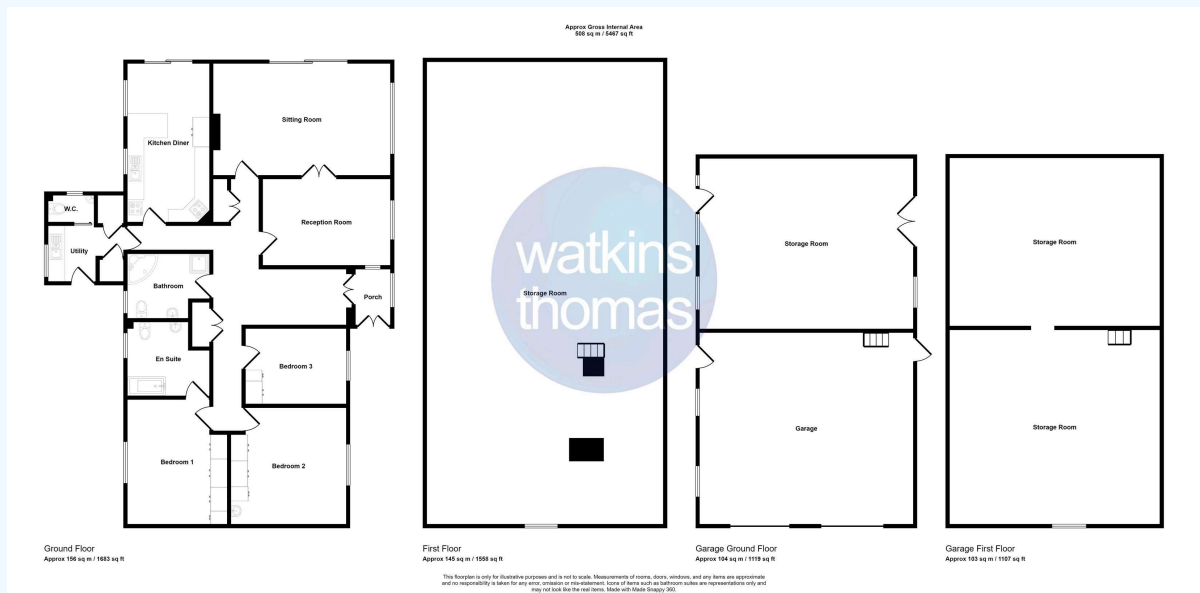 Approx Gross Internal Area
508 sq m / 5467 sq ft
Kitchen Diner
Sitting Room
W.C.
Utility
Reception Room
Bathroom
Porch
En Suite
Bedroom 3
Bedroom 1
Bedroom 2
Storage Room
watkins
thomas
Storage Room
Garage
Storage Room
Storage Room
Ground Floor
Approx 156 sq m / 1683 sq ft
First Floor
Approx 145 sq m / 1558 sq ft
Garage Ground Floor
Approx 104 sq m / 1119 sq ft
Garage First Floor
Approx 103 sq m / 1107 sq ft
This floorplan is only for illustrative purposes and is not to scale. Measurements of rooms, doors, windows, and any items are approximate
and no responsibility is taken for any error, omission or mis-statement. Icons of items such as bathroom suites are representations only and
may not look like the real items. Made with Made Snappy 360.